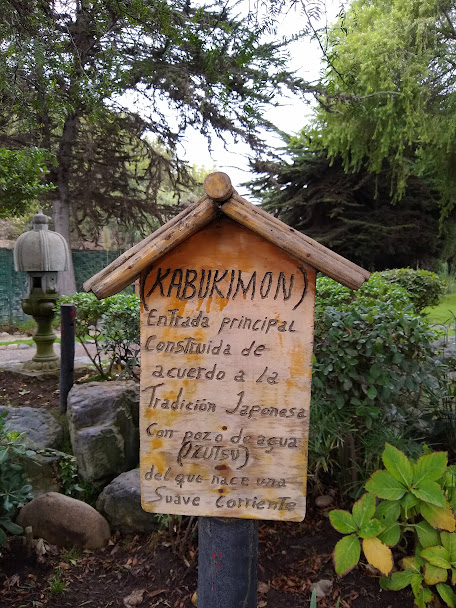 (KABUKIMON)
Entrada principal
Construida de
acuerdo a la
Tradición Japonesa
Con pozo de agua
(IZUTSU)
del que nace una
Suave corriente